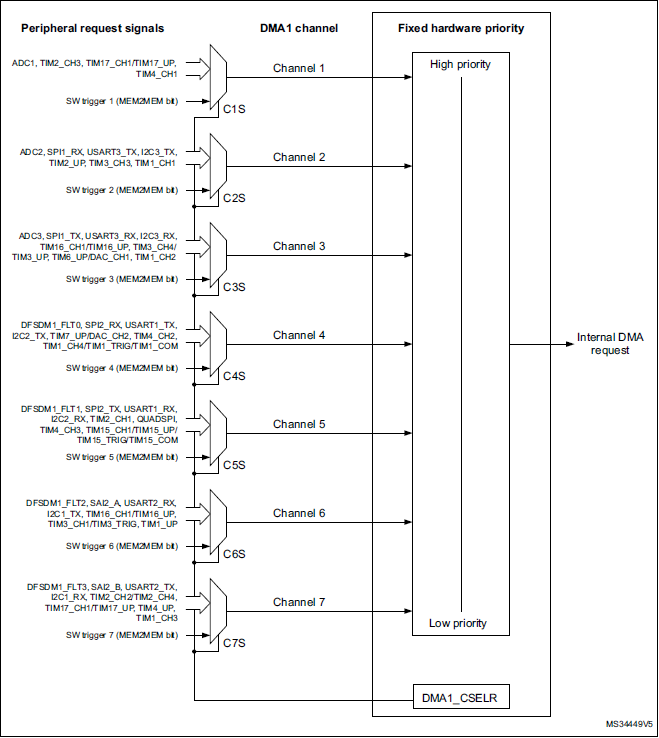 Peripheral request signals
DMA1 channel
Fixed hardware priority
ADC1, TIM2_CH3, TIM17_CH1/TIM17_UP,
TIM4_CH1
Channel 1
High priority
SW trigger 1 (MEM2MEM bit)
C1S
ADC2, SPI1_RX, USART3_TX, I2C3_TX,
TIM2_UP, TIM3_CH3, TIM1_CH1
Channel 2
SW trigger 2 (MEM2MEM bit)
C2S
ADC3, SPI1_TX, USART3_RX, I2C3_RX,
TIM16_CH1/TIM16_UP, TIM3_CH4/
TIM3_UP, TIM6_UP/DAC_CH1, TIM1_CH2
Channel 3
SW trigger 3 (MEM2MEM bit)
C3S
DFSDM1_FLT0, SPI2_RX, USART1_TX,
I2C2_TX, TIM7_UP/DAC_CH2, TIM4_CH2,
TIM1_CH4/TIM1_TRIG/TIM1_COM
Channel 4
SW trigger 4 (MEM2MEM bit)
C4S
Internal DMA
request
DFSDM1_FLT1, SPI2_TX, USART1_RX,
I2C2_RX, TIM2_CH1, QUADSPI,
TIM4_CH3, TIM15_CH1/TIM15_UP/
TIM15_TRIG/TIM15_COM
Channel 5
SW trigger 5 (MEM2MEM bit)
C5S
DFSDM1_FLT2, SAI2_A, USART2_RX,
I2C1_TX, TIM16_CH1/TIM16_UP,
TIM3_CH1/TIM3_TRIG, TIM1_UP
Channel 6
SW trigger 6 (MEM2MEM bit)
C6S
DFSDM1_FLT3, SAI2_B, USART2_TX,
I2C1_RX, TIM2_CH2/TIM2_CH4,
TIM17_CH1/TIM17_UP, TIM4_UP,
TIM1_CH3
Channel 7
Low priority
SW trigger 7 (MEM2MEM bit)
C7S
DMA1_CSELR
MS34449V5